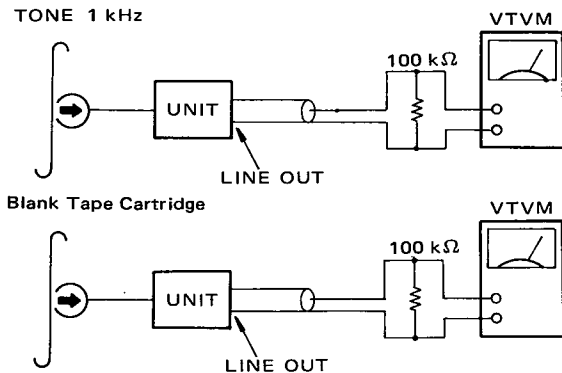 TONE 1 kHz
VTVM
100 kΩ
UNIT
LINE OUT
Blank Tape Cartridge
VTVM
100 kΩ
UNIT
LINE OUT